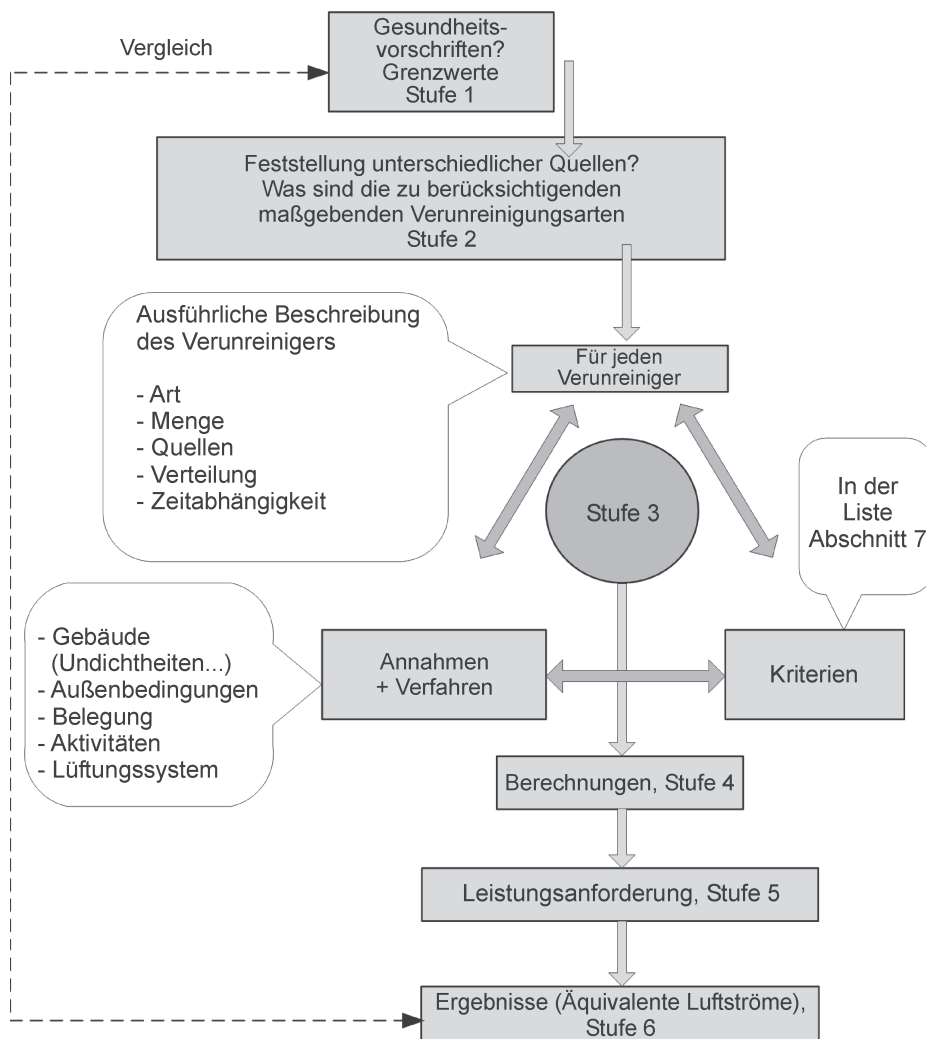 Vergleich
Gesundheits-
vorschriften?
Grenzwerte
Stufe 1
Feststellung unterschiedlicher Quellen?
Was sind die zu berücksichtigenden
maßgebenden Verunreinigungsarten
Stufe 2
Ausführliche Beschreibung
des Verunreinigers
- Art
- Menge
- Quellen
- Verteilung
- Zeitabhängigkeit
Für jeden
Verunreiniger
Stufe 3
In der
Liste
Abschnitt 7
- Gebäude
(Undichtheiten...)
- Außenbedingungen
- Belegung
- Aktivitäten
- Lüftungssystem
Annahmen
+ Verfahren
Kriterien
Berechnungen, Stufe 4
Leistungsanforderung, Stufe 5
Ergebnisse (Äquivalente Luftströme),
Stufe 6